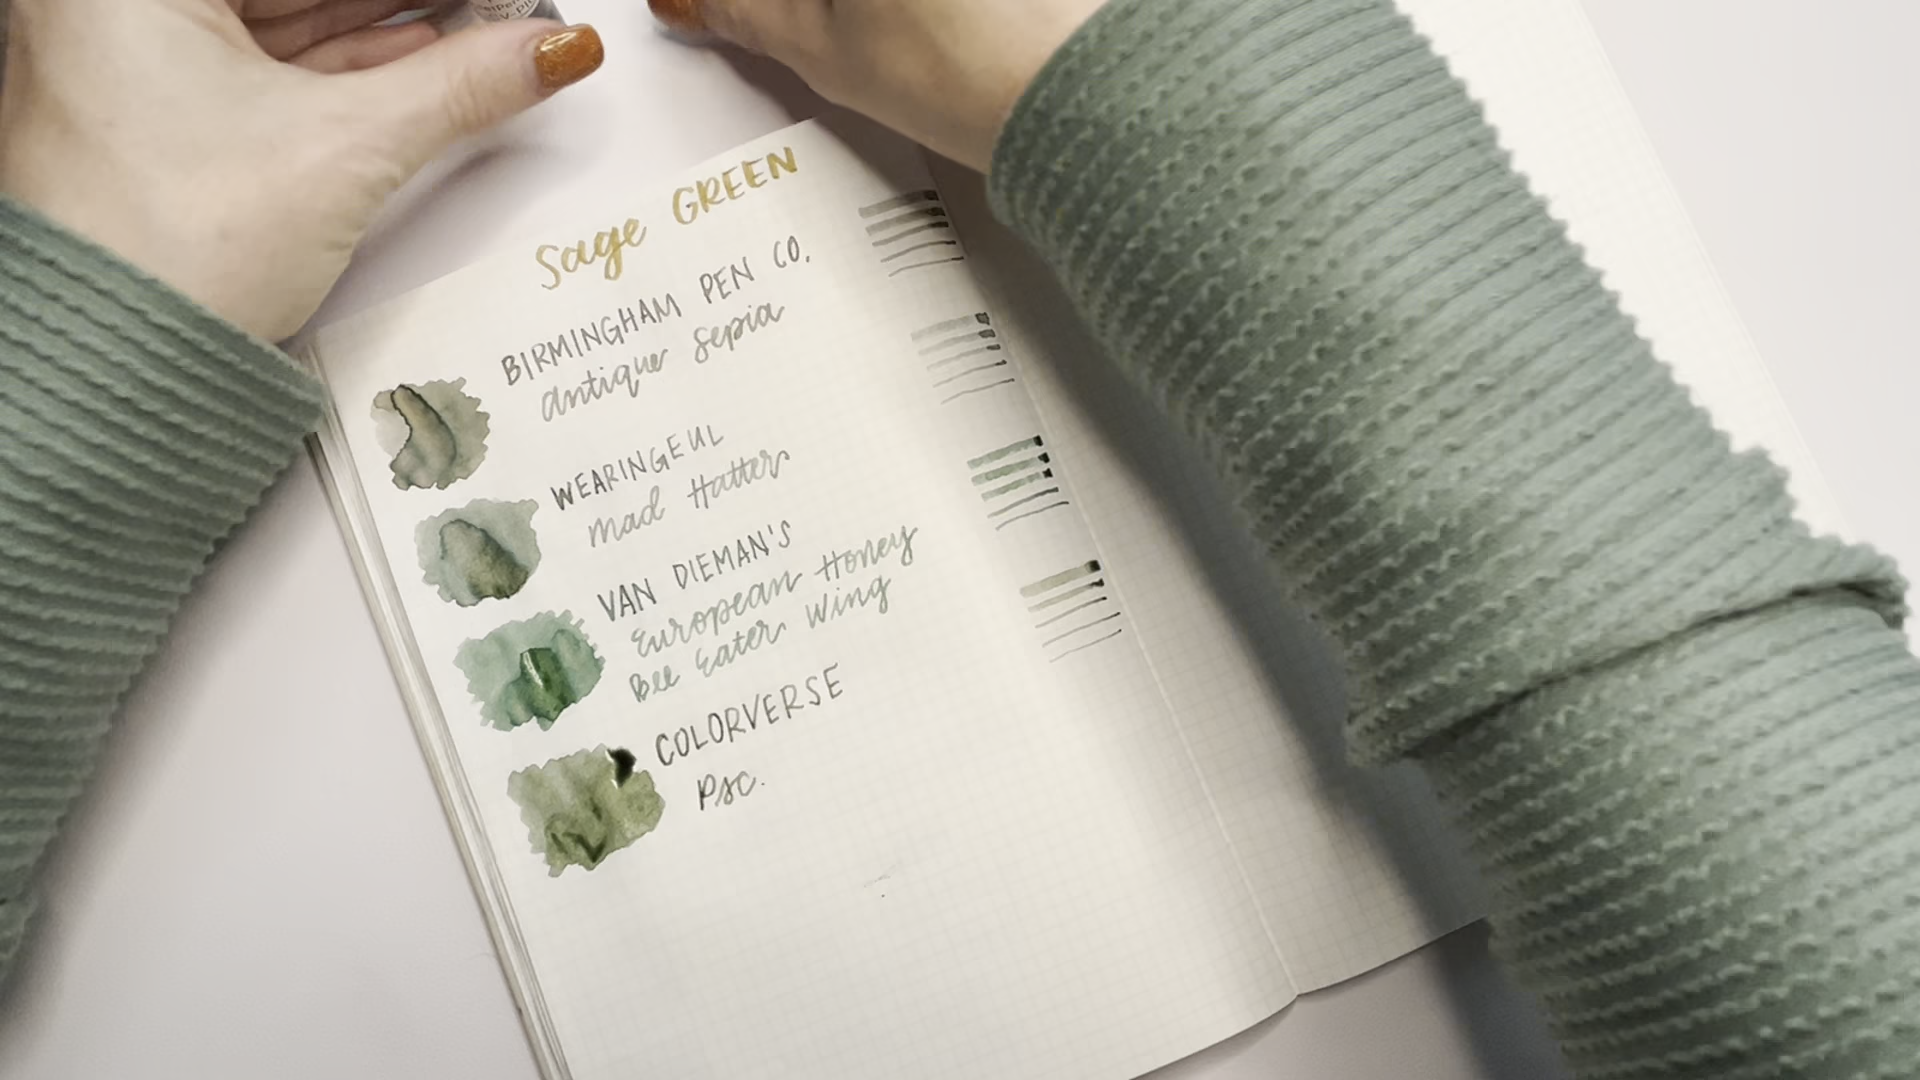 Sage GREEN
BIRMINGHAM PEN CO.
Antique Sepia
WEARINGEUL
Mad Hatter
VAN DIEMAN'S
European Honey
Bee Eater Wing
COLORVERSE
Psc.